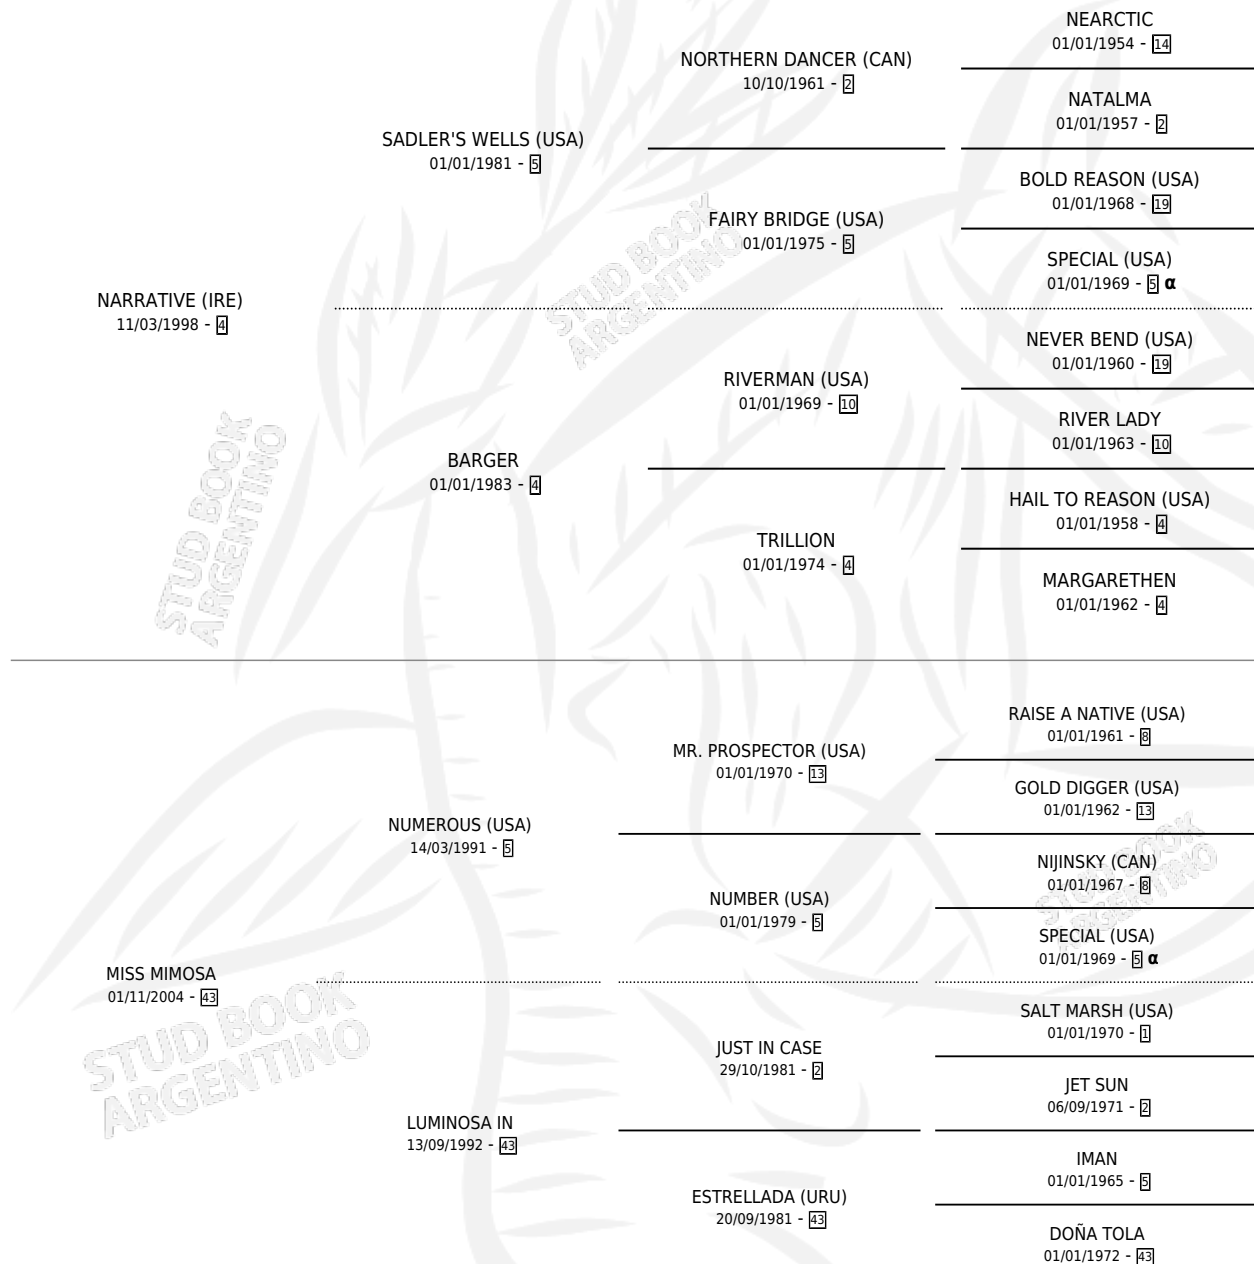 NEARCTIC
01/01/1954 - 14
NORTHERN DANCER (CAN)
10/10/1961 - 2
NATALMA
01/01/1957 - 2
SADLER'S WELLS (USA)
01/01/1981 - 5
BOLD REASON (USA)
01/01/1968 - 19
FAIRY BRIDGE (USA)
01/01/1975 - 5
SPECIAL (USA)
01/01/1969 - 5 α
NARRATIVE (IRE)
11/03/1998 - 4
NEVER BEND (USA)
01/01/1960 - 19
RIVERMAN (USA)
01/01/1969 - 10
RIVER LADY
01/01/1963 - 10
BARGER
01/01/1983 - 4
HAIL TO REASON (USA)
01/01/1958 - 4
TRILLION
01/01/1974 - 4
MARGARETHEN
01/01/1962 - 4
RAISE A NATIVE (USA)
01/01/1961 - 8
MR. PROSPECTOR (USA)
01/01/1970 - 13
GOLD DIGGER (USA)
01/01/1962 - 13
NUMEROUS (USA)
14/03/1991 - 5
NIJINSKY (CAN)
01/01/1967 - 8
NUMBER (USA)
01/01/1979 - 5
SPECIAL (USA)
01/01/1969 - 5 α
MISS MIMOSA
01/11/2004 - 43
SALT MARSH (USA)
01/01/1970 - 1
JUST IN CASE
29/10/1981 - 2
JET SUN
06/09/1971 - 2
LUMINOSA IN
13/09/1992 - 43
IMAN
01/01/1965 - 5
ESTRELLADA (URU)
20/09/1981 - 43
DOÑA TOLA
01/01/1972 - 43
STUD BOOK
ARGENTINO
STUD BOOK
ARGENTINO
STUD BOOK
ARGENTINO
STUD BOOK
ARGENTINO